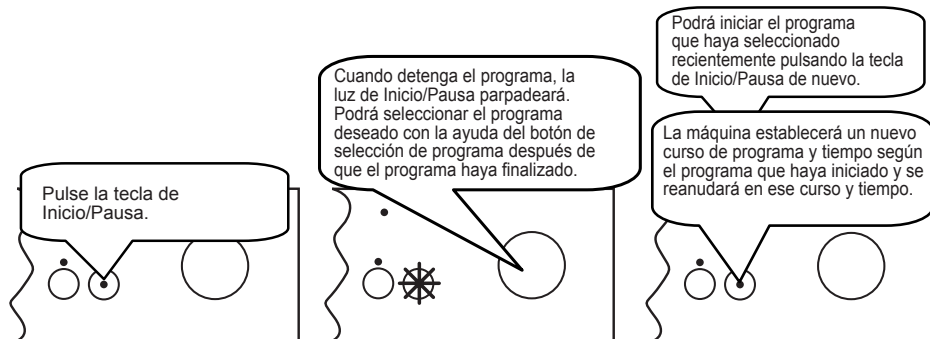 Pulse la tecla de
Inicio/Pausa.
Cuando detenga el programa, la
luz de Inicio/Pausa parpadeará.
Podrá seleccionar el programa
deseado con la ayuda del botón de
selección de programa después de
que el programa haya finalizado.
Podrá iniciar el programa
que haya seleccionado
recientemente pulsando la tecla
de Inicio/Pausa de nuevo.
La máquina establecerá un nuevo
curso de programa y tiempo según
el programa que haya iniciado y se
reanudará en ese curso y tiempo.